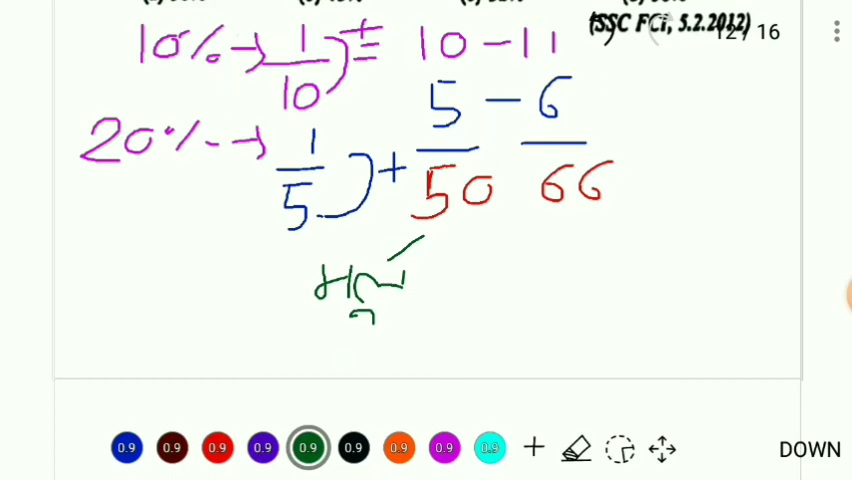 (SSC FCI, 5.2.2012)
12 / 16
10% → 1/10 ) ± 10 – 11
20% → 1/5 ) + 5 – 6
50 66
0.9 0.9 0.9 0.9 0.9 0.9 0.9 0.9 0.9 +
DOWN